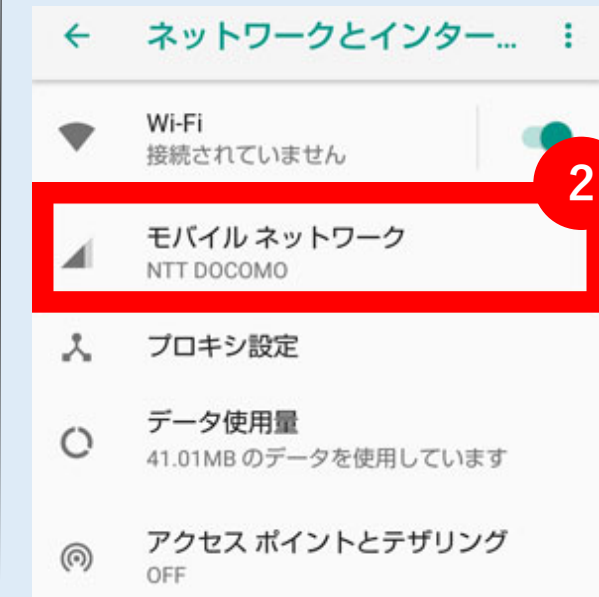 ネットワークとインター...
Wi-Fi
接続されていません
2
モバイル ネットワーク
NTT DOCOMO
プロキシ設定
データ使用量
41.01MB のデータを使用しています
アクセス ポイントとテザリング
OFF